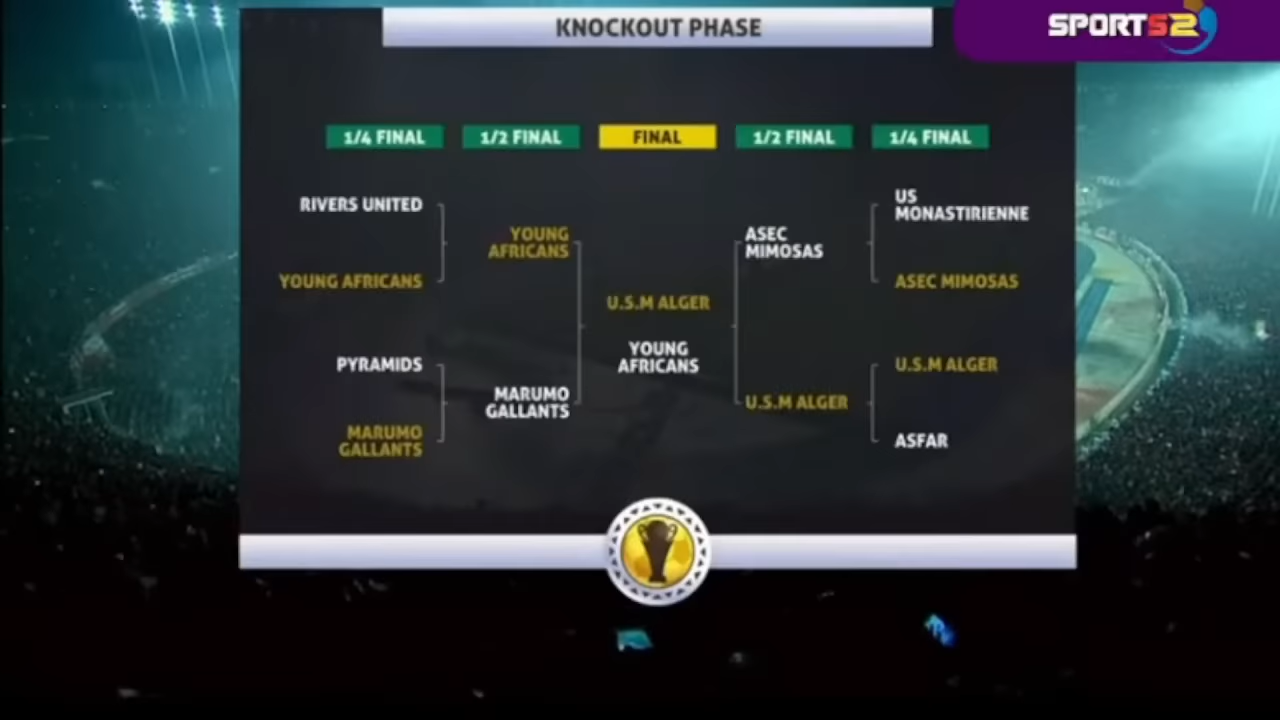 KNOCKOUT PHASE
SPORTS2
1/4 FINAL
1/2 FINAL
FINAL
1/2 FINAL
1/4 FINAL
RIVERS UNITED
YOUNG AFRICANS
PYRAMIDS
MARUMO
GALLANTS
YOUNG
AFRICANS
MARUMO
GALLANTS
U.S.M ALGER
YOUNG
AFRICANS
ASEC
MIMOSAS
U.S.M ALGER
US
MONASTIRIENNE
ASEC MIMOSAS
U.S.M ALGER
ASFAR